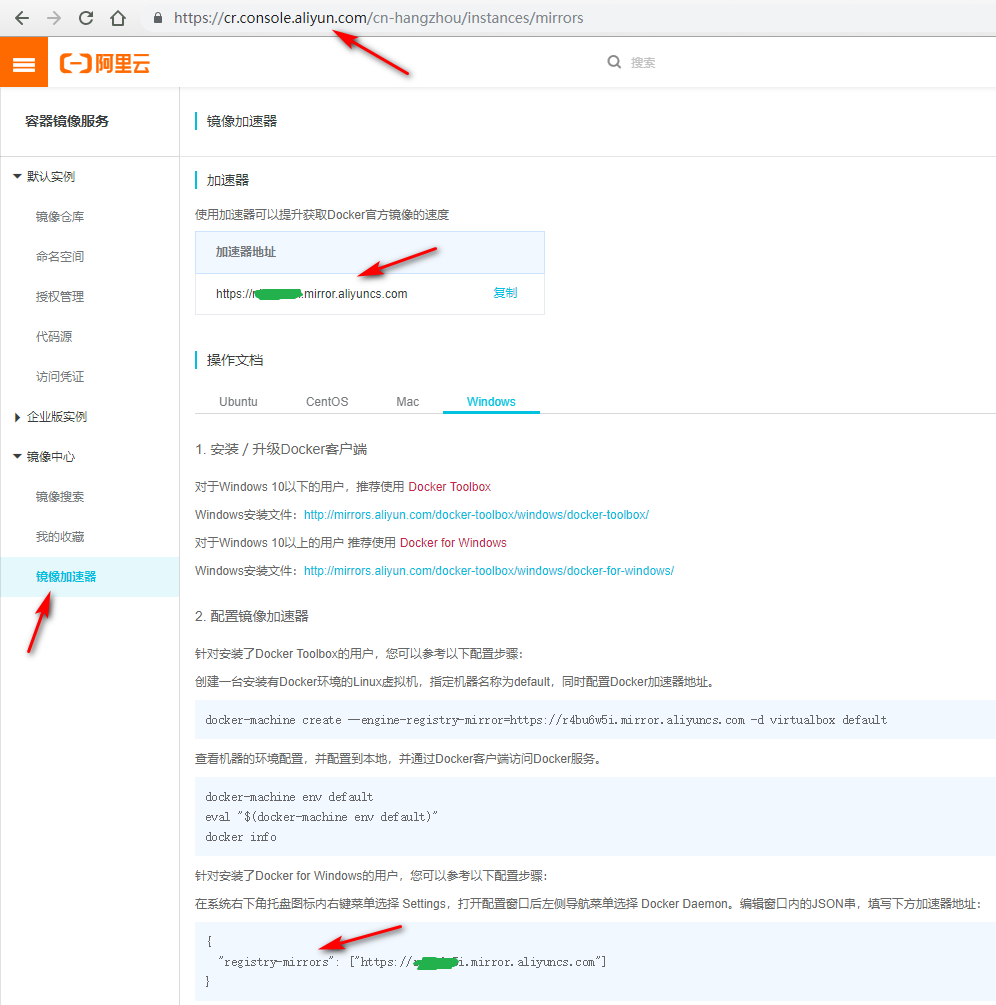 https://cr.console.aliyun.com/cn-hangzhou/instances/mirrors
阿里云
搜索
容器镜像服务
默认实例
镜像仓库
命名空间
授权管理
代码源
访问凭证
企业版实例
镜像中心
镜像搜索
我的收藏
镜像加速器
镜像加速器
加速器
使用加速器可以提升获取Docker官方镜像的速度
加速器地址
https://r.mirror.aliyuncs.com
复制
操作文档
Ubuntu CentOS Mac Windows
1. 安装 / 升级Docker客户端
对于Windows 10以下的用户，推荐使用 Docker Toolbox
Windows安装文件：http://mirrors.aliyun.com/docker-toolbox/windows/docker-toolbox/
对于Windows 10以上的用户 推荐使用 Docker for Windows
Windows安装文件：http://mirrors.aliyun.com/docker-toolbox/windows/docker-for-windows/
2. 配置镜像加速器
针对安装了Docker Toolbox的用户，您可以参考以下配置步骤：
创建一台安装有Docker环境的Linux虚拟机，指定机器名称为default，同时配置Docker加速器地址。
docker-machine create --engine-registry-mirror=https://r4bu6w5i.mirror.aliyuncs.com -d virtualbox default
查看机器的环境配置，并配置到本地，并通过Docker客户端访问Docker服务。
docker-machine env default
eval "$(docker-machine env default)"
docker info
针对安装了Docker for Windows的用户，您可以参考以下配置步骤：
在系统右下角托盘图标内右键菜单选择 Settings，打开配置窗口后左侧导航菜单选择 Docker Daemon。编辑窗口内的JSON串，填写下方加速器地址：
{
"registry-mirrors": ["https://i.mirror.aliyuncs.com"]
}